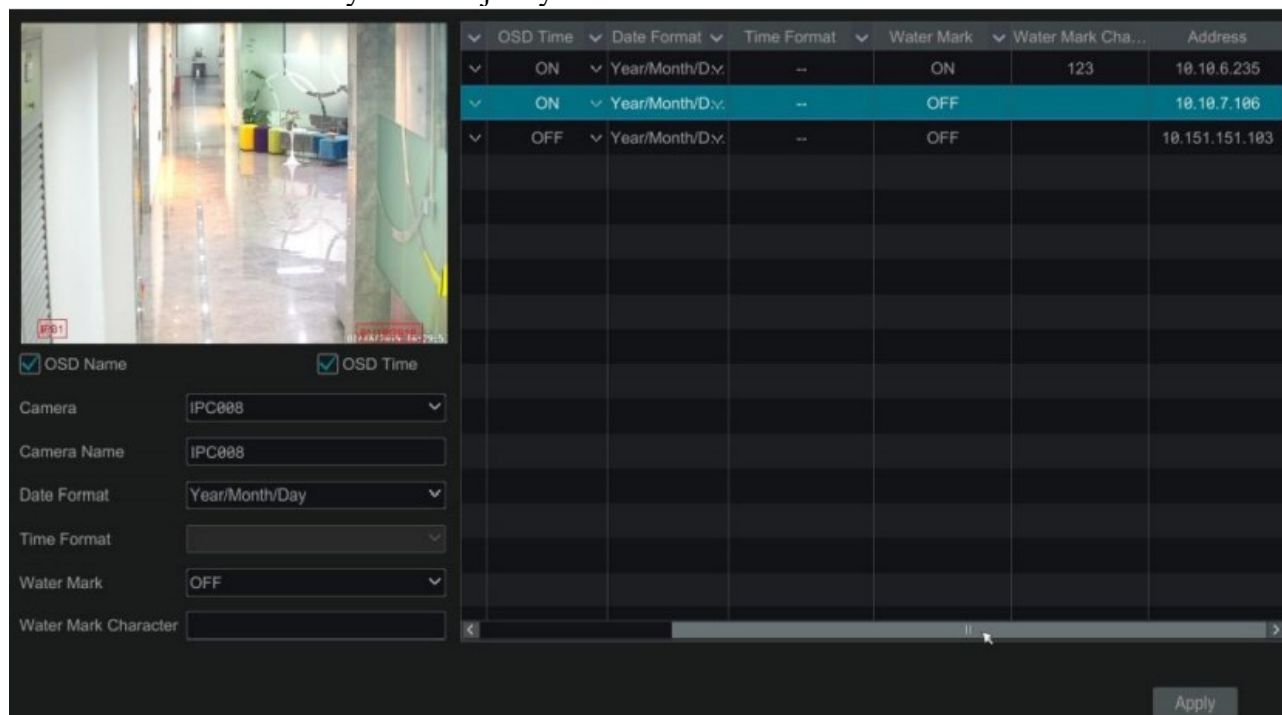 OSD Time Date Format Time Format Water Mark Water Mark Cha... Address
ON Year/Month/D... -- ON 123 10.10.6.235
ON Year/Month/D... -- OFF 10.10.7.106
OFF Year/Month/D... -- OFF 10.151.151.103
OSD Name OSD Time
Camera IPC008
Camera Name IPC008
Date Format Year/Month/Day
Time Format
Water Mark OFF
Water Mark Character
Apply